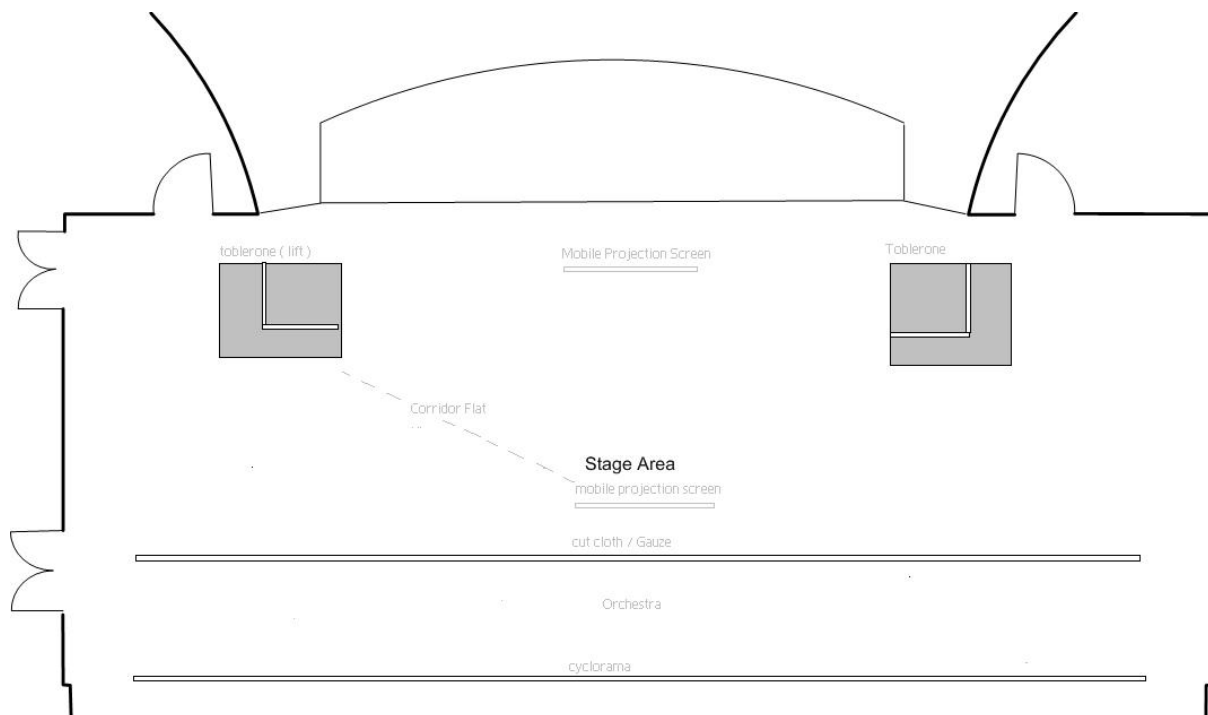 toblerone ( lift )
Mobile Projection Screen
Toblerone
Corridor Flat
Stage Area
mobile projection screen
cut cloth / Gauze
Orchestra
cyclorama